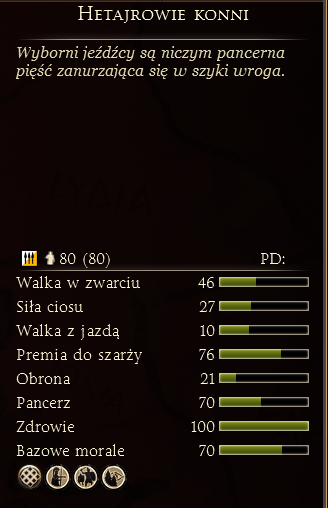 Hetajrowie konni
Wyborni jeźdźcy są niczym pancerna
pięść zanurzająca się w szyki wroga.
80 (80) PD:
Walka w zwarciu 46
Siła ciosu 27
Walka z jazdą 10
Premia do szarży 76
Obrona 21
Pancerz 70
Zdrowie 100
Bazowe morale 70